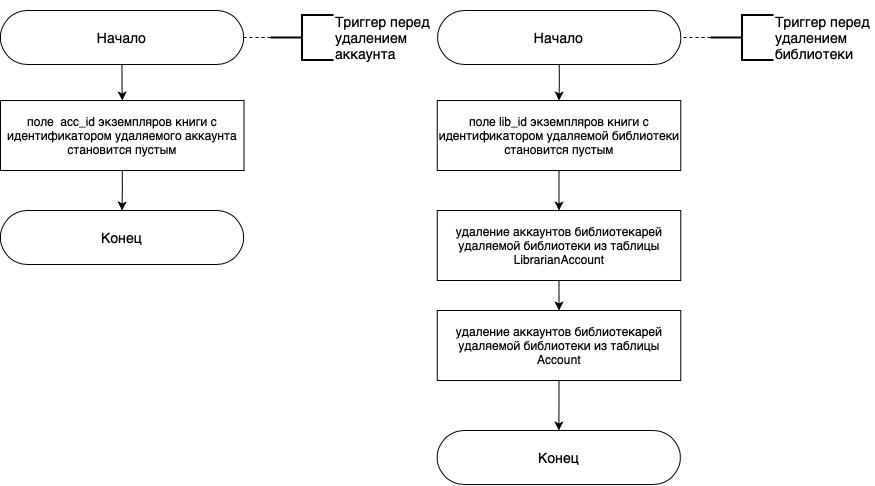 Начало
Триггер перед
удалением
аккаунта
поле  acc_id экземпляров книги с
идентификатором удаляемого аккаунта
становится пустым
Конец
Начало
Триггер перед
удалением
библиотеки
поле lib_id экземпляров книги с
идентификатором удаляемой библиотеки
становится пустым
удаление аккаунтов библиотекарей
удаляемой библиотеки из таблицы
LibrarianAccount
удаление аккаунтов библиотекарей
удаляемой библиотеки из таблицы
Account
Конец